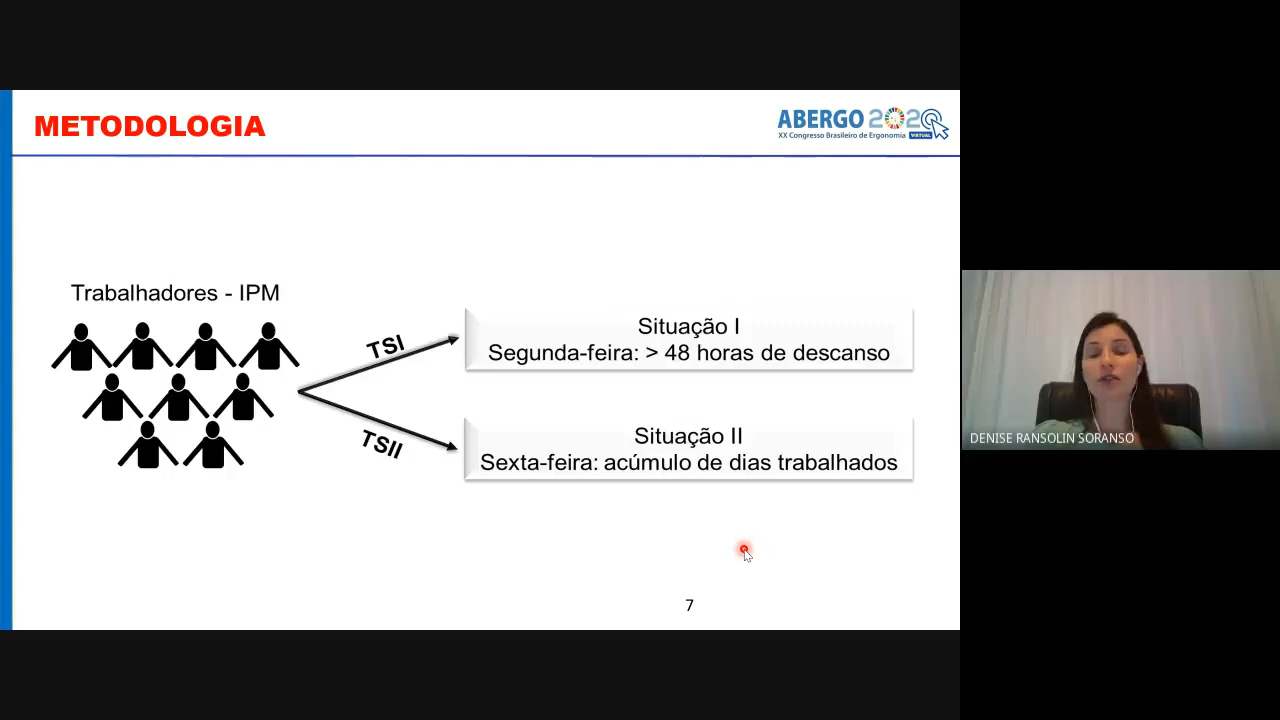 METODOLOGIA
ABERGO 2020
XX Congresso Brasileiro de Ergonomia VIRTUAL
Trabalhadores - IPM
TSI
Situação I
Segunda-feira: > 48 horas de descanso
TSII
Situação II
Sexta-feira: acúmulo de dias trabalhados
7
DENISE RANSOLIN SORANSO